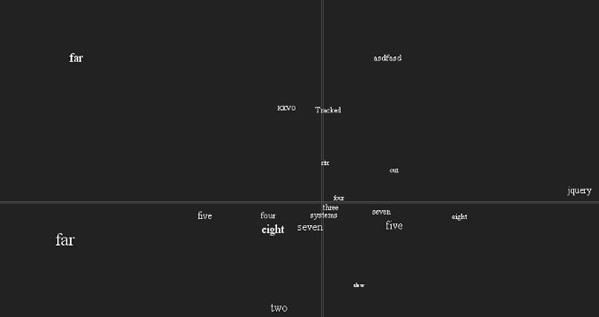 far
asdfasd
Tracked
six
out
jquery
four
three
five
four
systems
seven
eight
eight
seven
five
far
slow
two